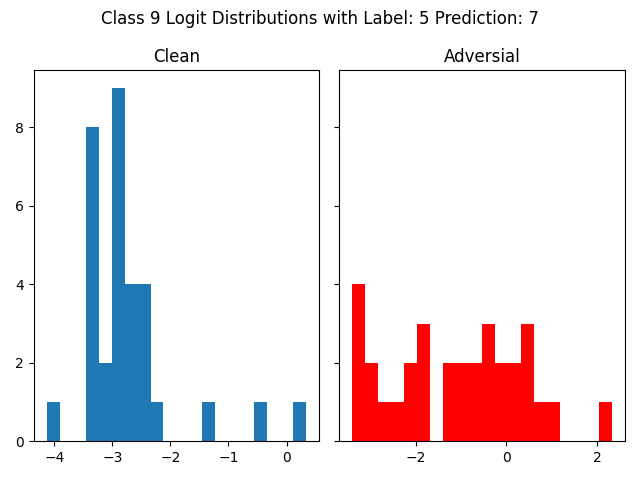 Class 9 Logit Distributions with Label: 5 Prediction: 7
Clean
Adversial
8
6
4
2
0
−4 −3 −2 −1 0
−2 0 2